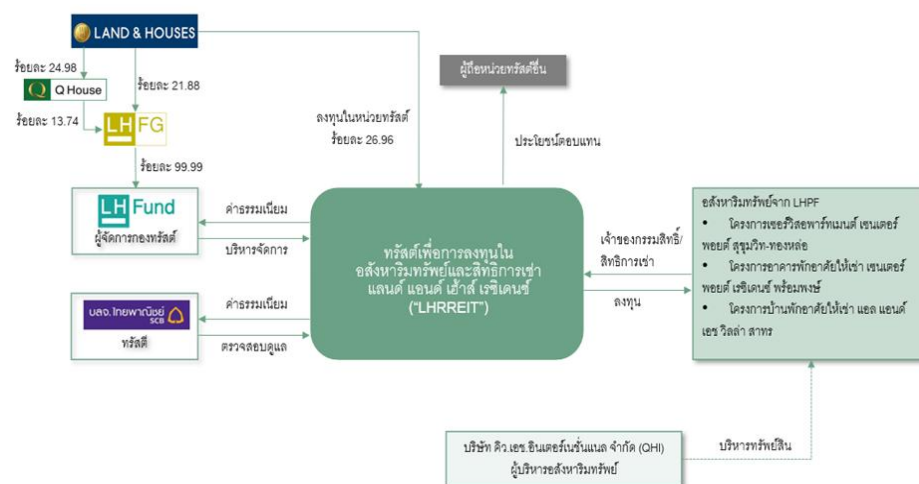 LAND & HOUSES
ร้อยละ 24.98
Q Q House
ร้อยละ 21.88
ร้อยละ 13.74
LH FG
ร้อยละ 99.99
LH Fund
ผู้จัดการกองทรัสต์
ค่าธรรมเนียม
บริหารจัดการ
บลจ. ไทยพาณิชย์
SCB
ทรัสตี
ค่าธรรมเนียม
ตรวจสอบดูแล
ลงทุนในหน่วยทรัสต์
ร้อยละ 26.96
ผู้ถือหน่วยทรัสต์อื่น
ประโยชน์ตอบแทน
ทรัสต์เพื่อการลงทุนใน
อสังหาริมทรัพย์และสิทธิการเช่า
แลนด์ แอนด์ เฮ้าส์ เรซิเดนซ์
(“LHRREIT”)
เจ้าของกรรมสิทธิ์/
สิทธิการเช่า
ลงทุน
อสังหาริมทรัพย์จาก LHPF
• โครงการเซอร์วิสอพาร์ทเมนต์ เซนเตอร์
พอยต์ สุขุมวิท-ทองหล่อ
• โครงการอาคารพักอาศัยให้เช่า เซนเตอร์
พอยต์ เรซิเดนซ์ พร้อมพงษ์
• โครงการบ้านพักอาศัยให้เช่า แอล แอนด์
เอช วิลล่า สาทร
บริษัท คิว.เอช.อินเตอร์เนชั่นแนล จำกัด (QHI)
ผู้บริหารอสังหาริมทรัพย์
บริหารทรัพย์สิน